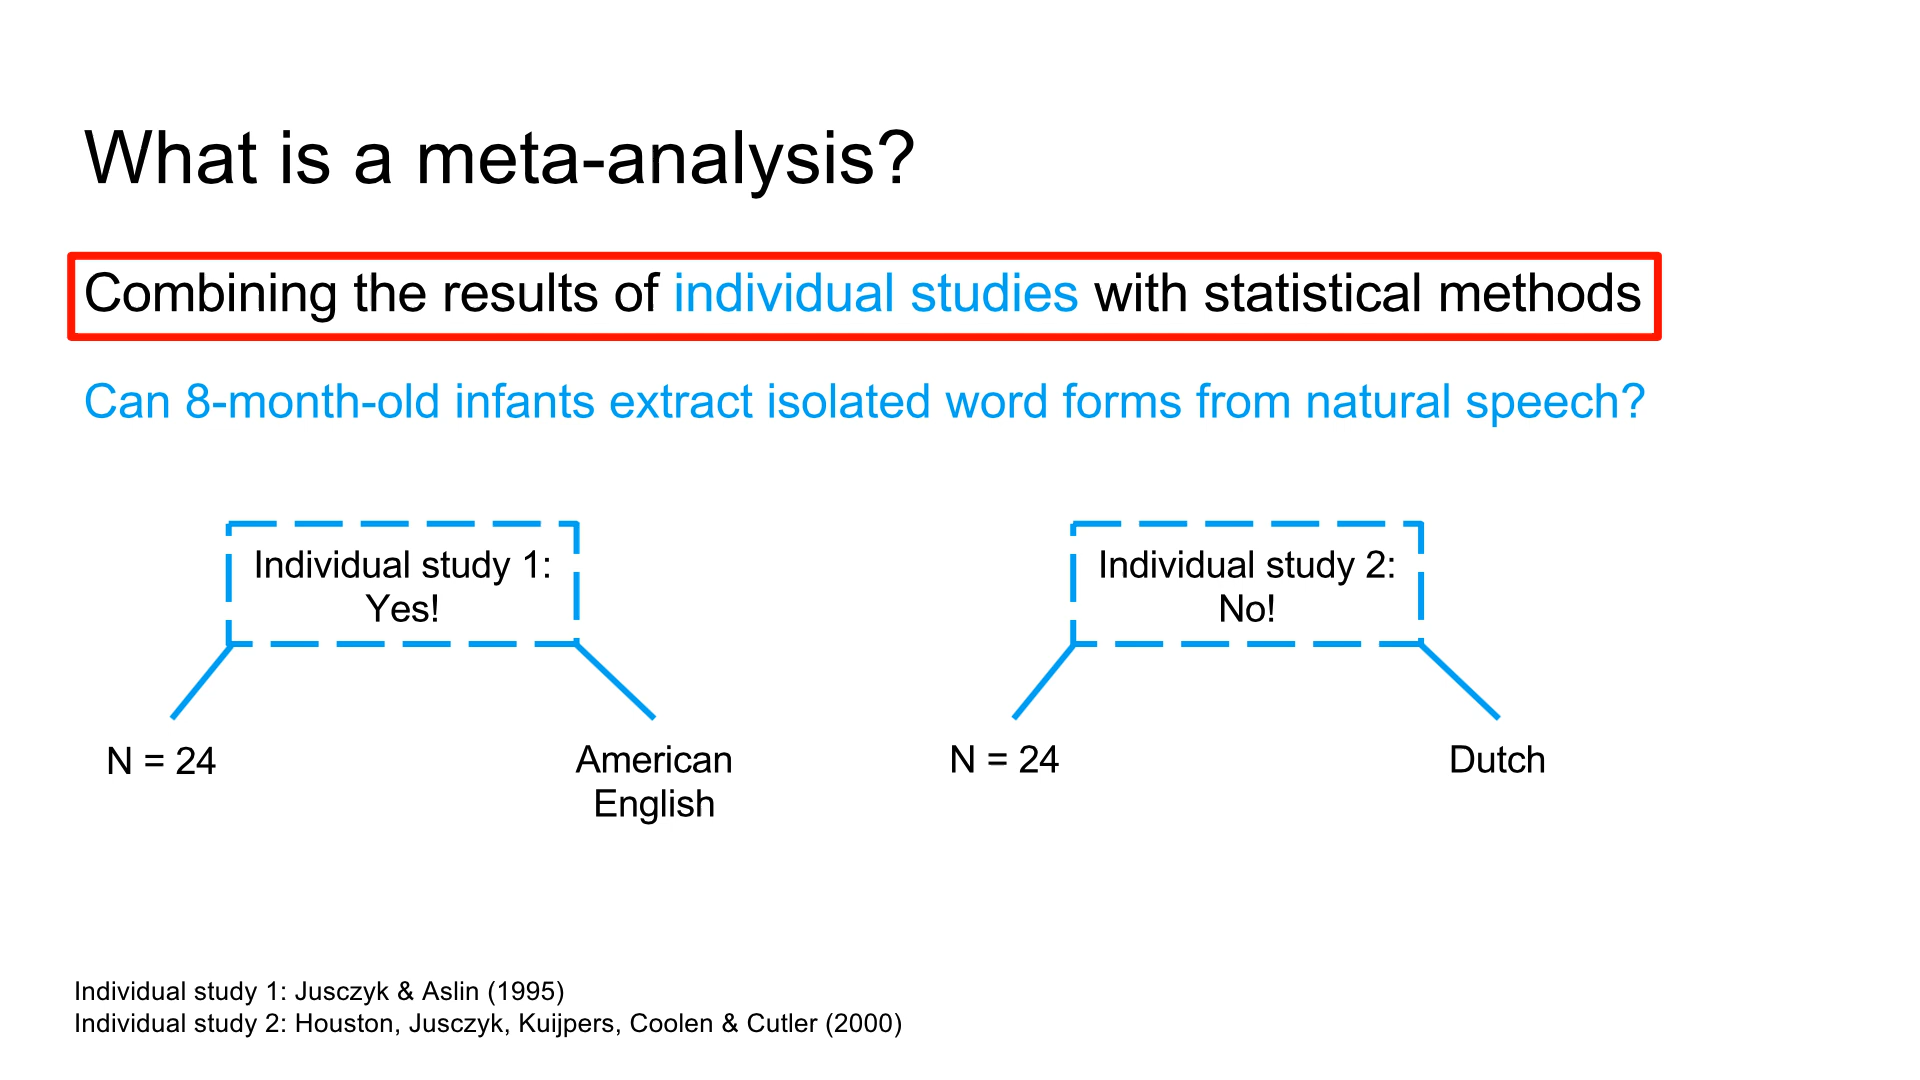 What is a meta-analysis?
Combining the results of individual studies with statistical methods
Can 8-month-old infants extract isolated word forms from natural speech?
Individual study 1:
Yes!
N = 24
American
English
Individual study 2:
No!
N = 24
Dutch
Individual study 1: Jusczyk & Aslin (1995)
Individual study 2: Houston, Jusczyk, Kuijpers, Coolen & Cutler (2000)